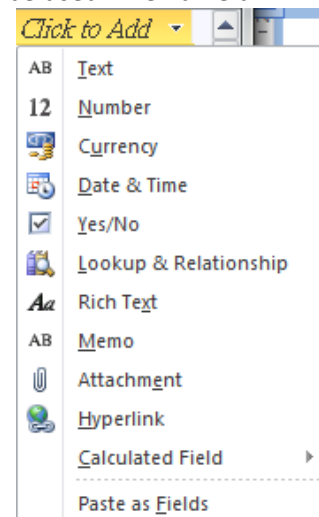 Click to Add
AB Text
12 Number
Currency
Date & Time
Yes/No
Lookup & Relationship
Aa Rich Text
AB Memo
Attachment
Hyperlink
Calculated Field
Paste as Fields